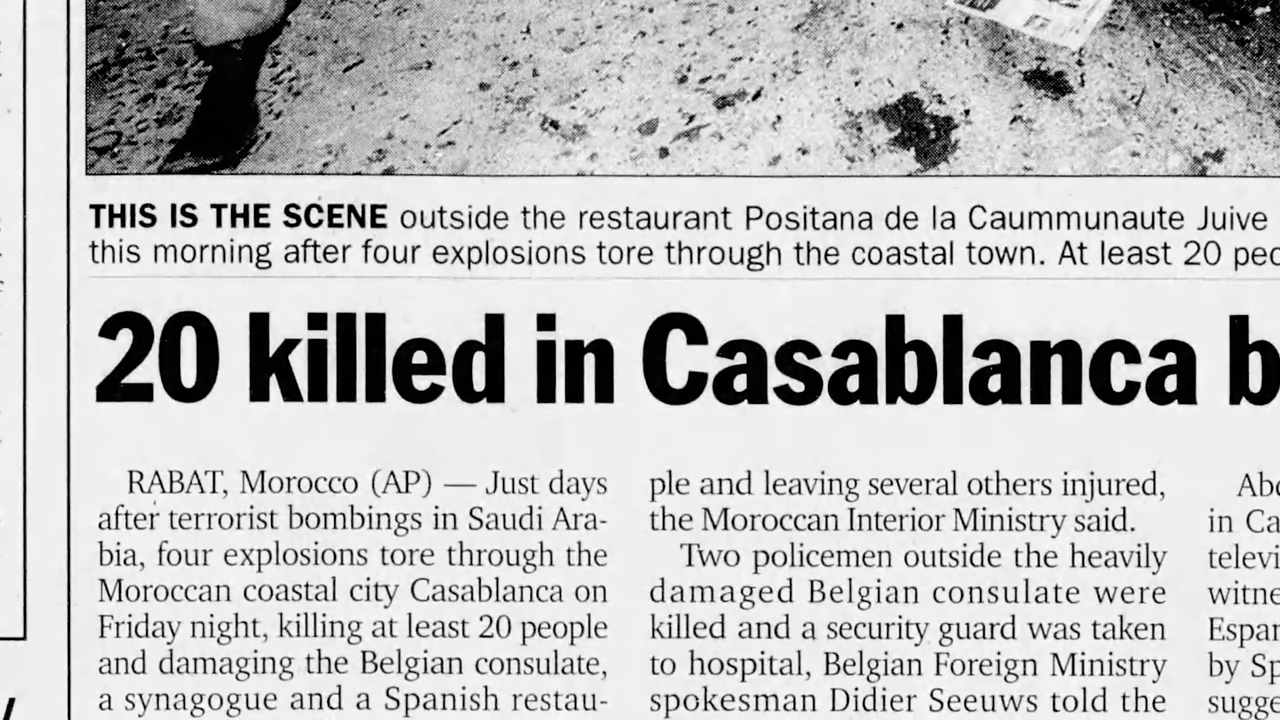 THIS IS THE SCENE outside the restaurant Positana de la Caummunaute Juive
this morning after four explosions tore through the coastal town. At least 20
20 killed in Casablanca
RABAT, Morocco (AP) — Just days
after terrorist bombings in Saudi Ara-
bia, four explosions tore through the
Moroccan coastal city Casablanca on
Friday night, killing at least 20 people
and damaging the Belgian consulate,
a synagogue and a Spanish restau-
ple and leaving several others injured,
the Moroccan Interior Ministry said.
Two policemen outside the heavily
damaged Belgian consulate were
killed and a security guard was taken
to hospital, Belgian Foreign Ministry
spokesman Didier Seeuws told the
in
by